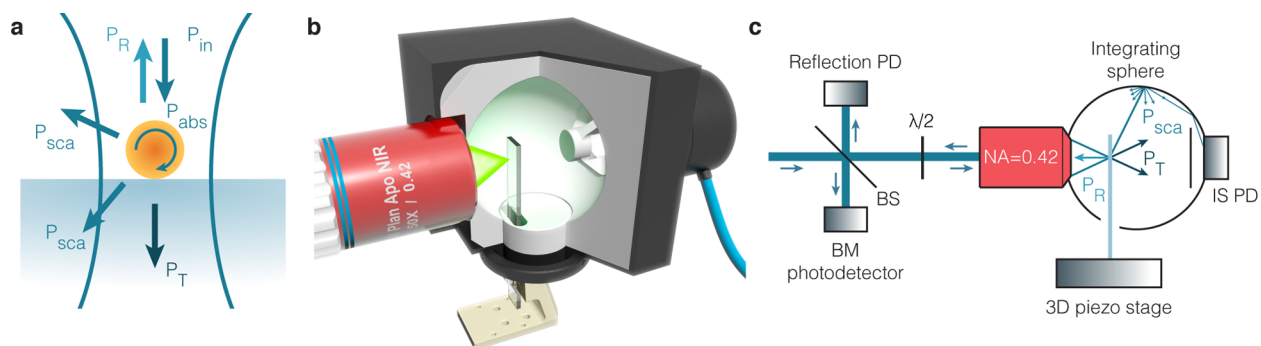 a
P_R
P_in
P_abs
P_sca
P_sca
P_T
b
Plan Apo NIR
50X / 0.42
c
Reflection PD
Integrating
sphere
λ/2
P_sca
NA=0.42
P_T
P_R
BS
IS PD
BM
photodetector
3D piezo stage